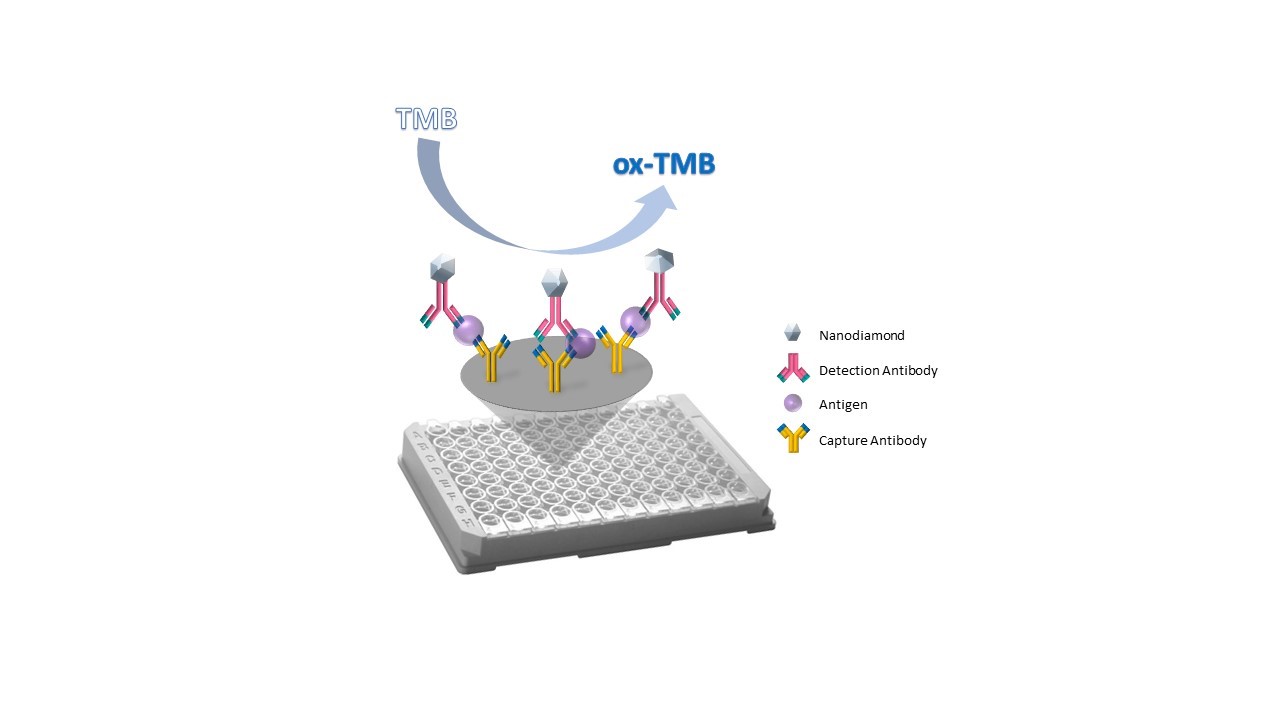 TMB
ox-TMB
Nanodiamond
Detection Antibody
Antigen
Capture Antibody